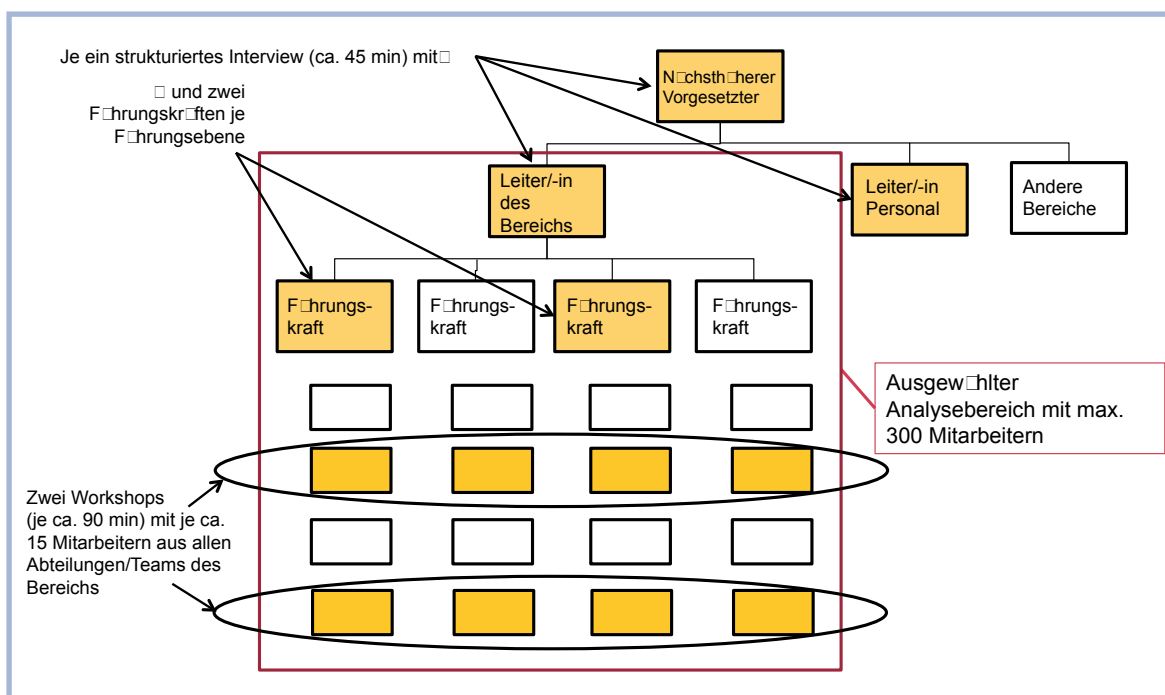 Je ein strukturiertes Interview (ca. 45 min) mit□
□ und zwei
F□hrungskr□ften je
F□hrungsebene
N□chsth□herer
Vorgesetzter
Leiter/-in
des
Bereichs
Leiter/-in
Personal
Andere
Bereiche
F□hrungs-
kraft
F□hrungs-
kraft
F□hrungs-
kraft
F□hrungs-
kraft
Ausgew□hlter
Analysebereich mit max.
300 Mitarbeitern
Zwei Workshops
(je ca. 90 min) mit je ca.
15 Mitarbeitern aus allen
Abteilungen/Teams des
Bereichs